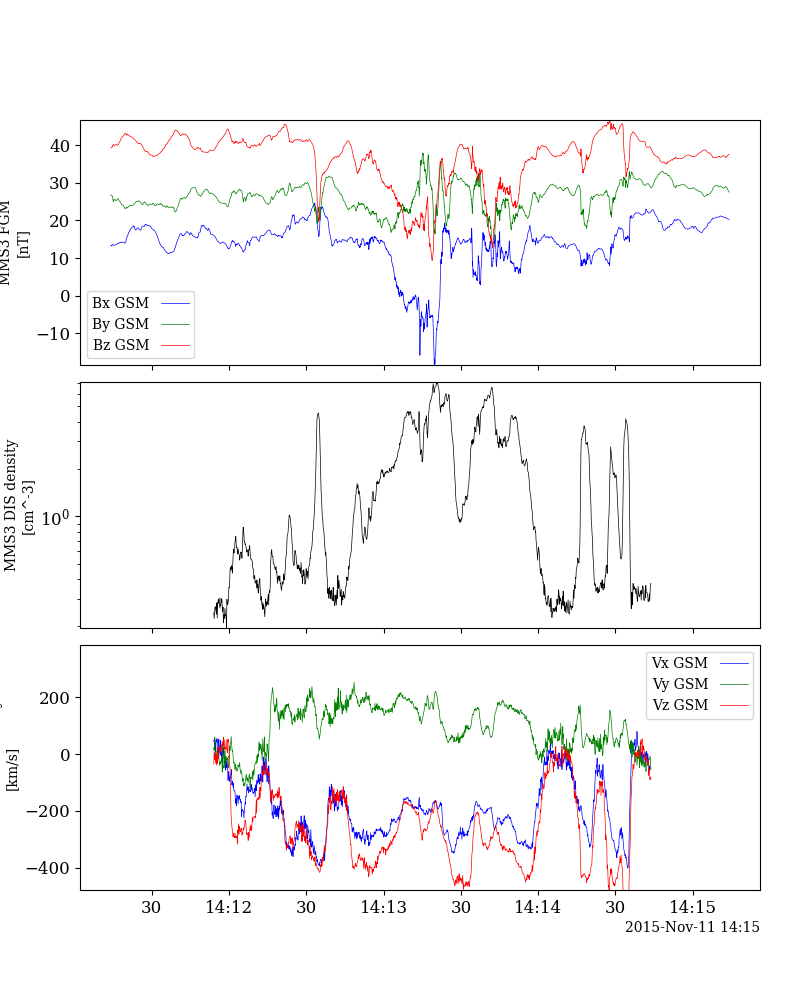 MMS3 FGM
[nT]
40
30
20
10
0
−10
Bx GSM
By GSM
Bz GSM
MMS3 DIS density
[cm^-3]
10^0
[km/s]
200
0
−200
−400
Vx GSM
Vy GSM
Vz GSM
30
14:12
30
14:13
30
14:14
30
14:15
2015-Nov-11 14:15